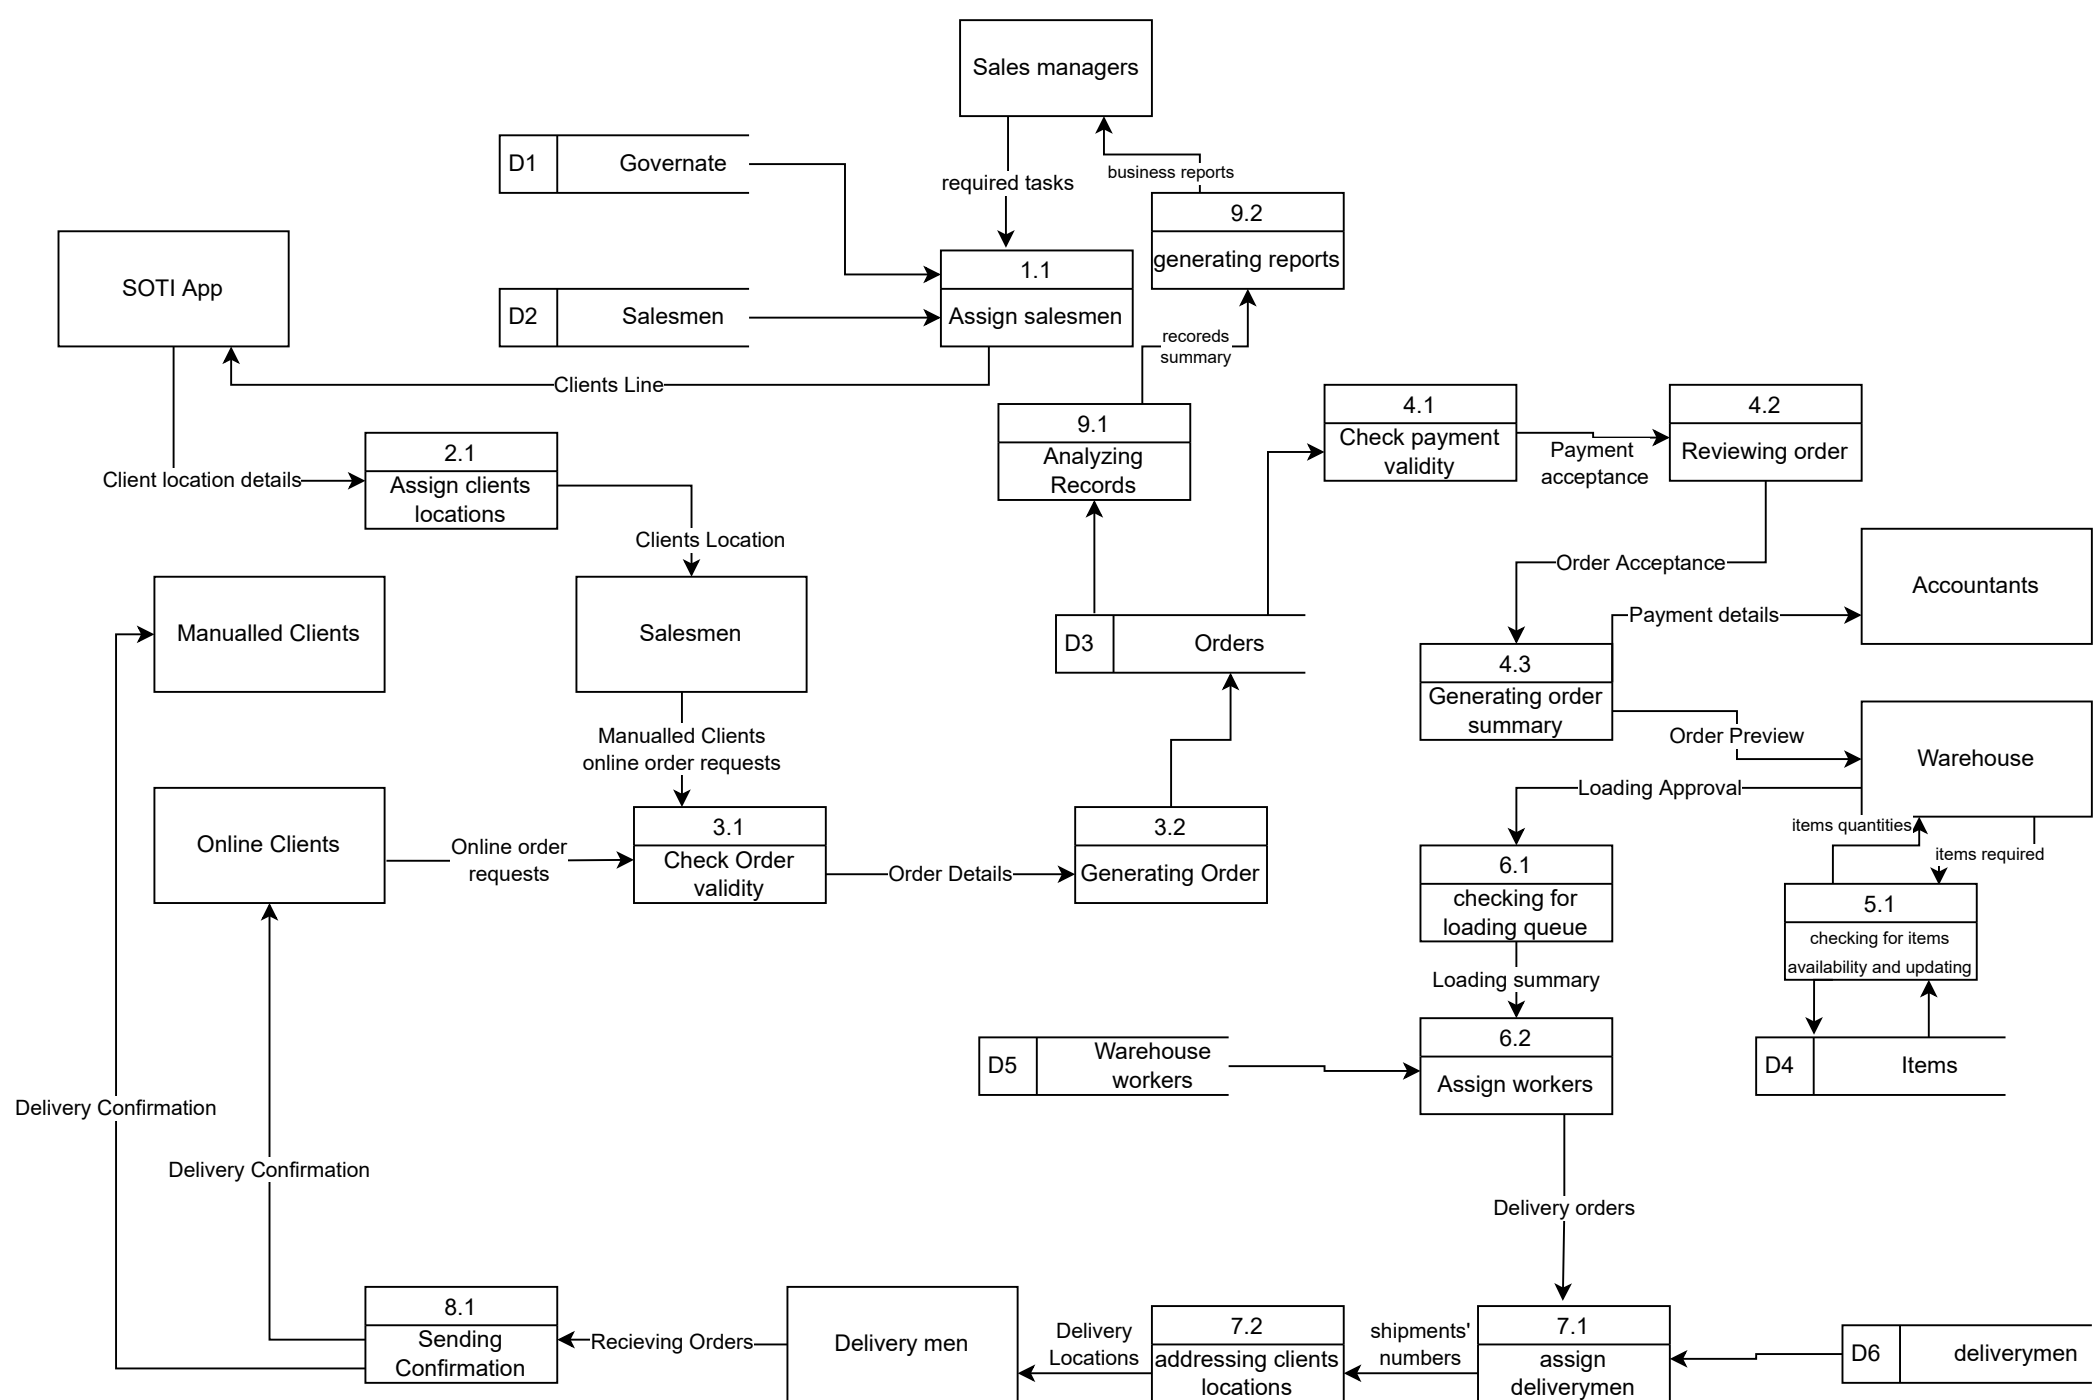 Sales managers
D1
Governate
required tasks
business reports
9.2
generating reports
SOTI App
1.1
Assign salesmen
D2
Salesmen
recoreds
summary
Clients Line
9.1
Analyzing
Records
4.1
Check payment
validity
Payment
acceptance
4.2
Reviewing order
2.1
Assign clients
locations
Client location details
Clients Location
Order Acceptance
Accountants
Manualled Clients
Salesmen
D3
Orders
Payment details
4.3
Generating order
summary
Order Preview
Warehouse
Manualled Clients
online order requests
Loading Approval
items quantities
items required
Online Clients
Online order
requests
3.1
Check Order
validity
Order Details
3.2
Generating Order
6.1
checking for
loading queue
5.1
checking for items
availability and updating
Loading summary
D5
Warehouse
workers
6.2
Assign workers
D4
Items
Delivery Confirmation
Delivery Confirmation
Delivery orders
8.1
Sending
Confirmation
Recieving Orders
Delivery men
Delivery
Locations
7.2
addressing clients
locations
shipments'
numbers
7.1
assign
deliverymen
D6
deliverymen